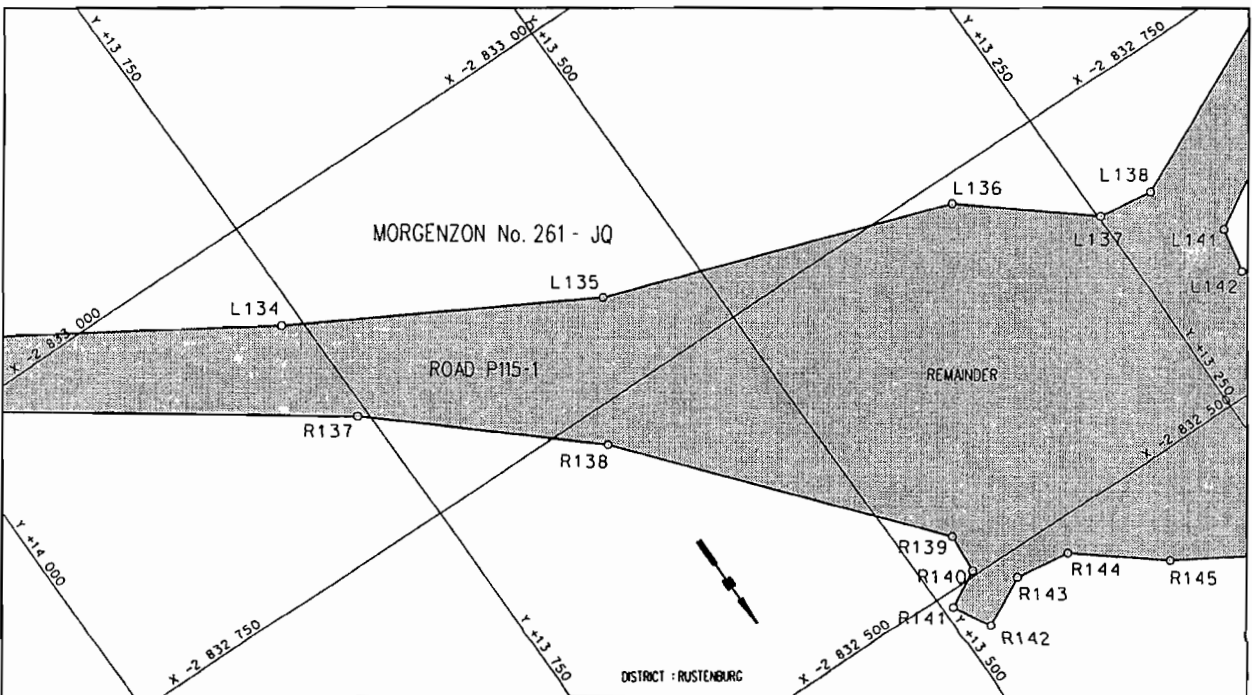 Y +13 750
X -2 833 000
Y +13 500
Y +13 250
X -2 832 750
L138
L136
MORGENZON No. 261 - JQ
L137
L141
L135
L142
L134
X -2 833 000
ROAD P115-1
REMAINDER
Y +13 250
R137
X -2 832 500
R138
Y +14 000
R139
R140
R144
R145
R143
R141
R142
X -2 832 750
Y +13 750
X -2 832 500
Y +13 500
DISTRICT : RUSTENBURG